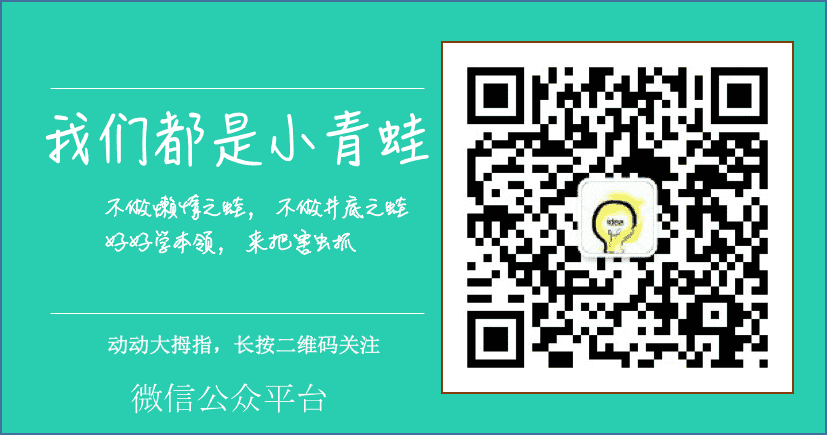 我们都是小青蛙
不做懒惰之蛙，不做井底之蛙
好好学本领，来把害虫抓
动动大拇指，长按二维码关注
微信公众平台
idea